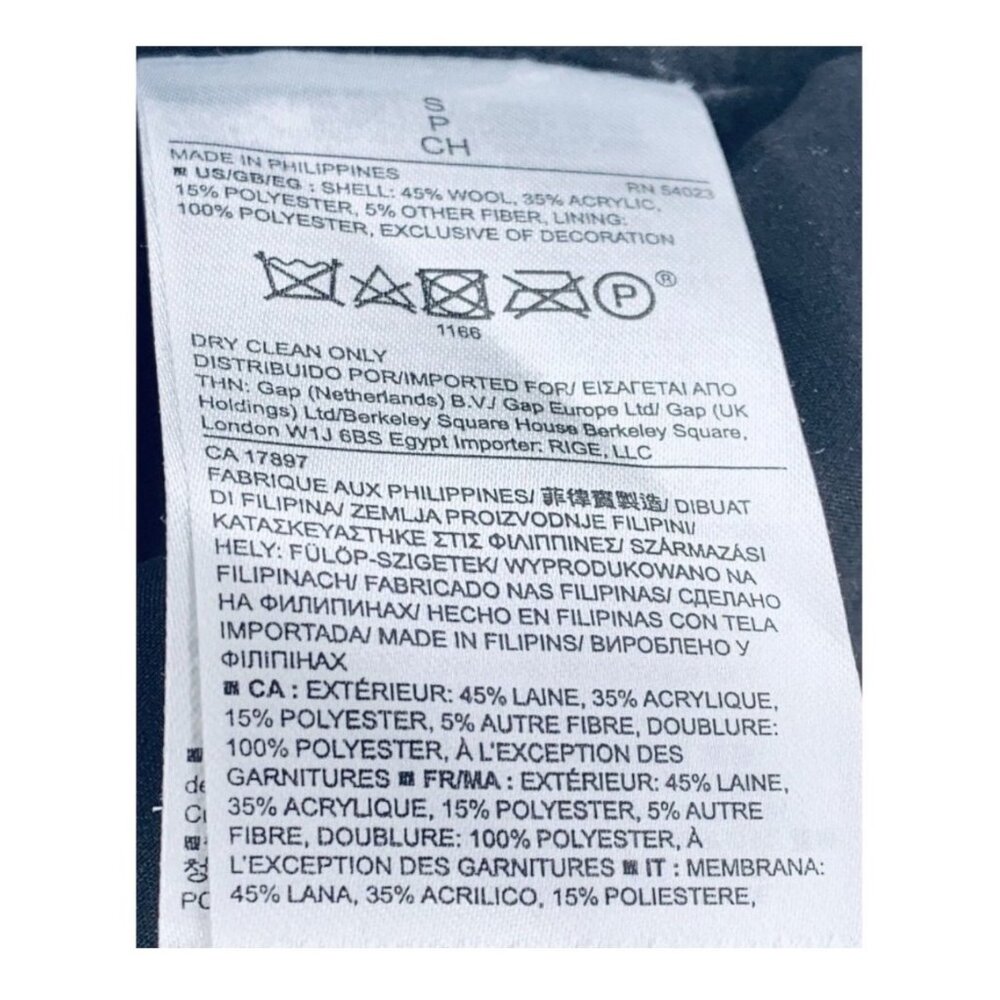 S
P
CH
MADE IN PHILIPPINES
RN 54023
US/GB/EG : SHELL: 45% WOOL, 35% ACRYLIC,
15% POLYESTER, 5% OTHER FIBER, LINING:
100% POLYESTER, EXCLUSIVE OF DECORATION
P ®
1166
DRY CLEAN ONLY
DISTRIBUIDO POR/IMPORTED FOR/ ΕΙΣΑΓΕΤΑΙ ΑΠΟ
ΤΗΝ: Gap (Netherlands) B.V./ Gap Europe Ltd/ Gap (UK
Holdings) Ltd/Berkeley Square House Berkeley Square,
London W1J 6BS Egypt Importer: RIGE, LLC
CA 17897
FABRIQUE AUX PHILIPPINES/ 菲律賓製造/ DIBUAT
DI FILIPINA/ ZEMLJA PROIZVODNJE FILIPINI/
ΚΑΤΑΣΚΕΥΑΣΤΗΚΕ ΣΤΙΣ ΦΙΛΙΠΠΙΝΕΣ/ SZÁRMAZÁSI
HELY: FÜLÖP-SZIGETEK/ WYPRODUKOWANO NA
FILIPINACH/ FABRICADO NAS FILIPINAS/ СДЕЛАНО
НА ФИЛИПИНАХ/ HECHO EN FILIPINAS CON TELA
IMPORTADA/ MADE IN FILIPINS/ ВИРОБЛЕНО У
ФІЛІПІНАХ
CA : EXTÉRIEUR: 45% LAINE, 35% ACRYLIQUE,
15% POLYESTER, 5% AUTRE FIBRE, DOUBLURE:
100% POLYESTER, À L'EXCEPTION DES
GARNITURES FR/MA : EXTÉRIEUR: 45% LAINE,
35% ACRYLIQUE, 15% POLYESTER, 5% AUTRE
FIBRE, DOUBLURE: 100% POLYESTER, À
L'EXCEPTION DES GARNITURES IT : MEMBRANA:
45% LANA, 35% ACRILICO, 15% POLIESTERE,